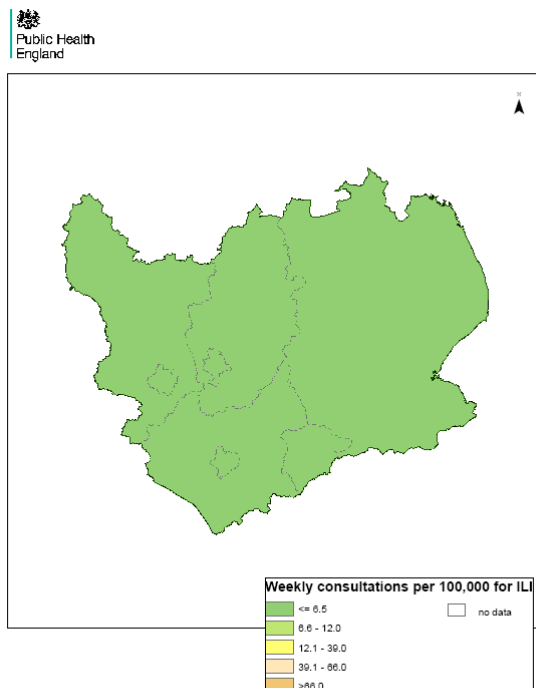 Public Health
England
N
Weekly consultations per 100,000 for ILI
<= 6.5
no data
6.6 - 12.0
12.1 - 39.0
39.1 - 66.0
>66.0